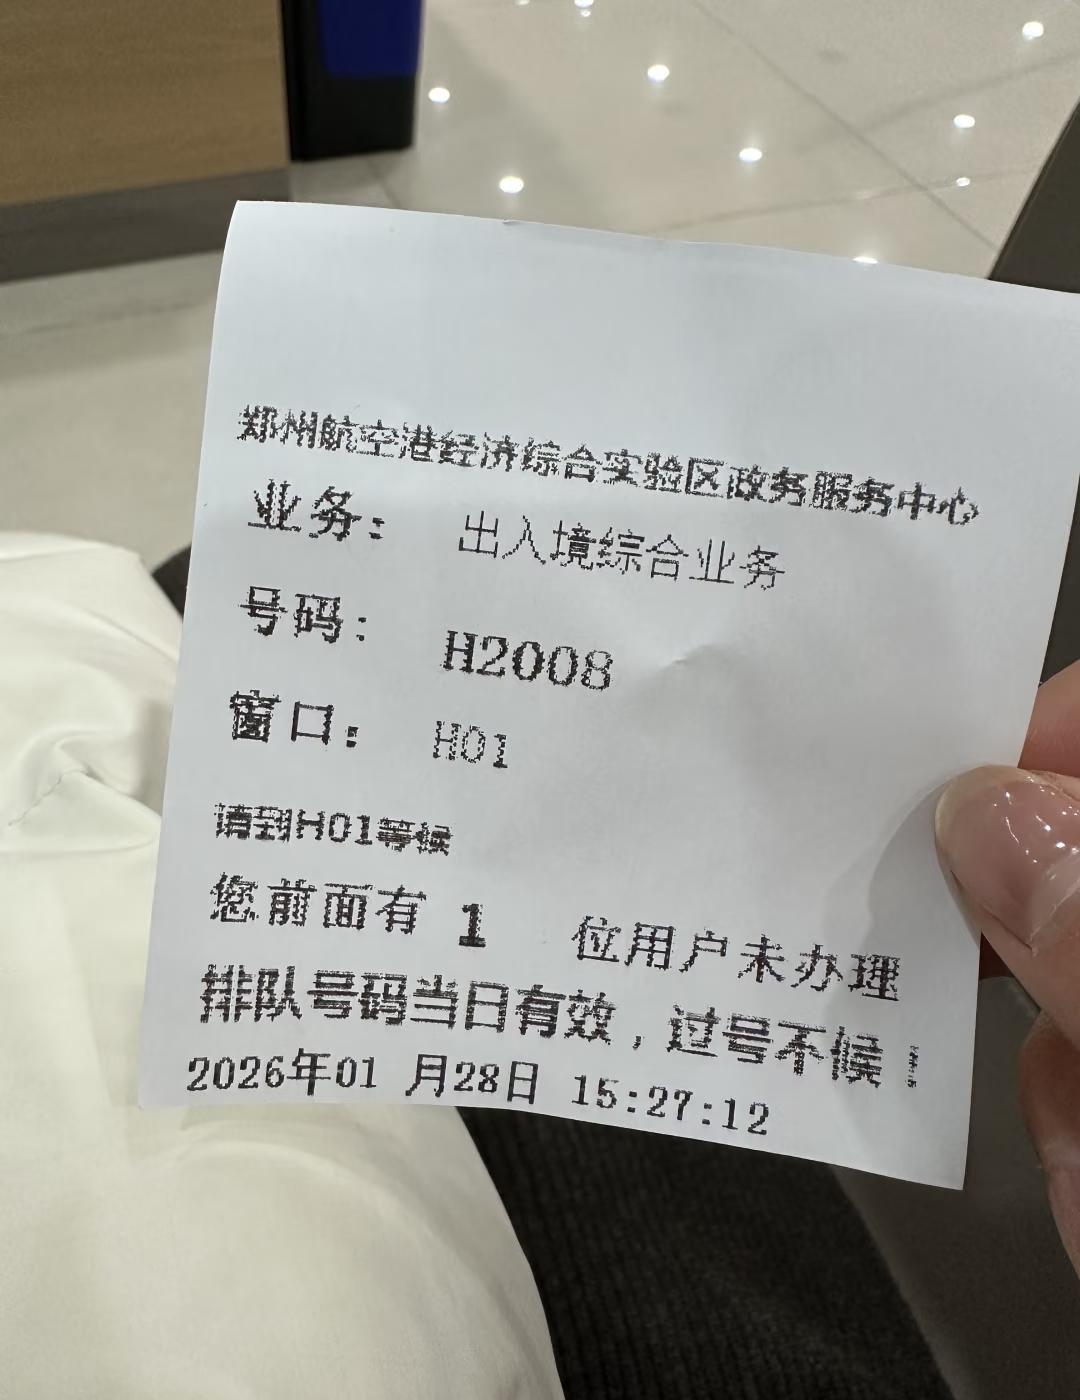 郑州航空港经济综合实验区政务服务中心
业务： 出入境综合业务
号码： H2008
窗口： H01
请到H01等候
您前面有 1 位用户未办理
排队号码当日有效，过号不候！
2026年01 月28日 15:27:12